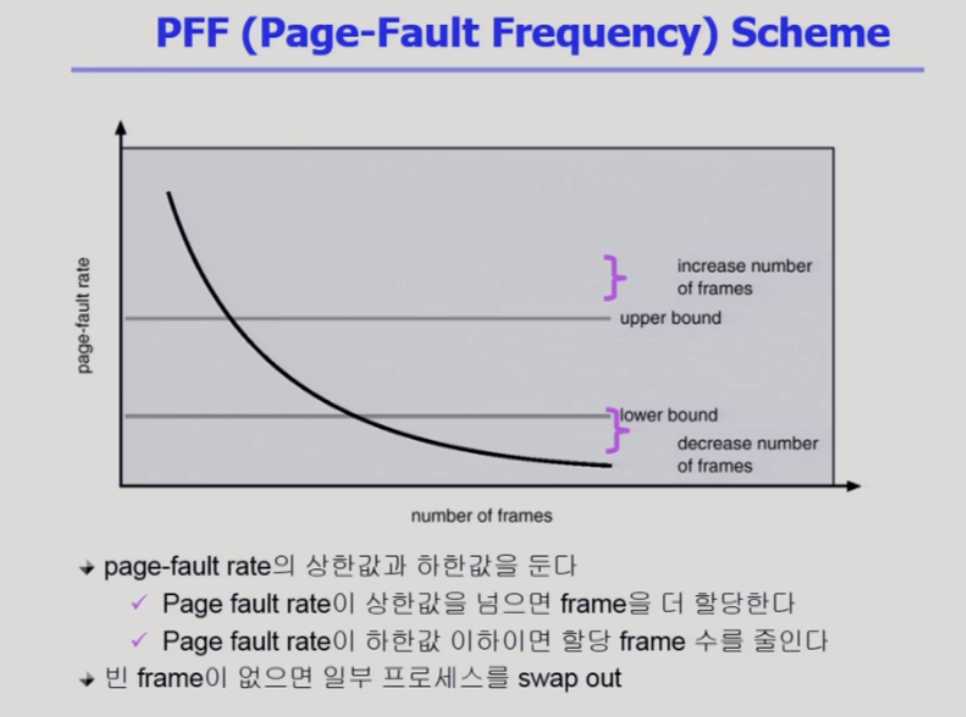 PFF (Page-Fault Frequency) Scheme
page-fault rate
increase number
of frames
upper bound
lower bound
decrease number
of frames
number of frames
page-fault rate의 상한값과 하한값을 둔다
Page fault rate이 상한값을 넘으면 frame을 더 할당한다
Page fault rate이 하한값 이하이면 할당 frame 수를 줄인다
빈 frame이 없으면 일부 프로세스를 swap out